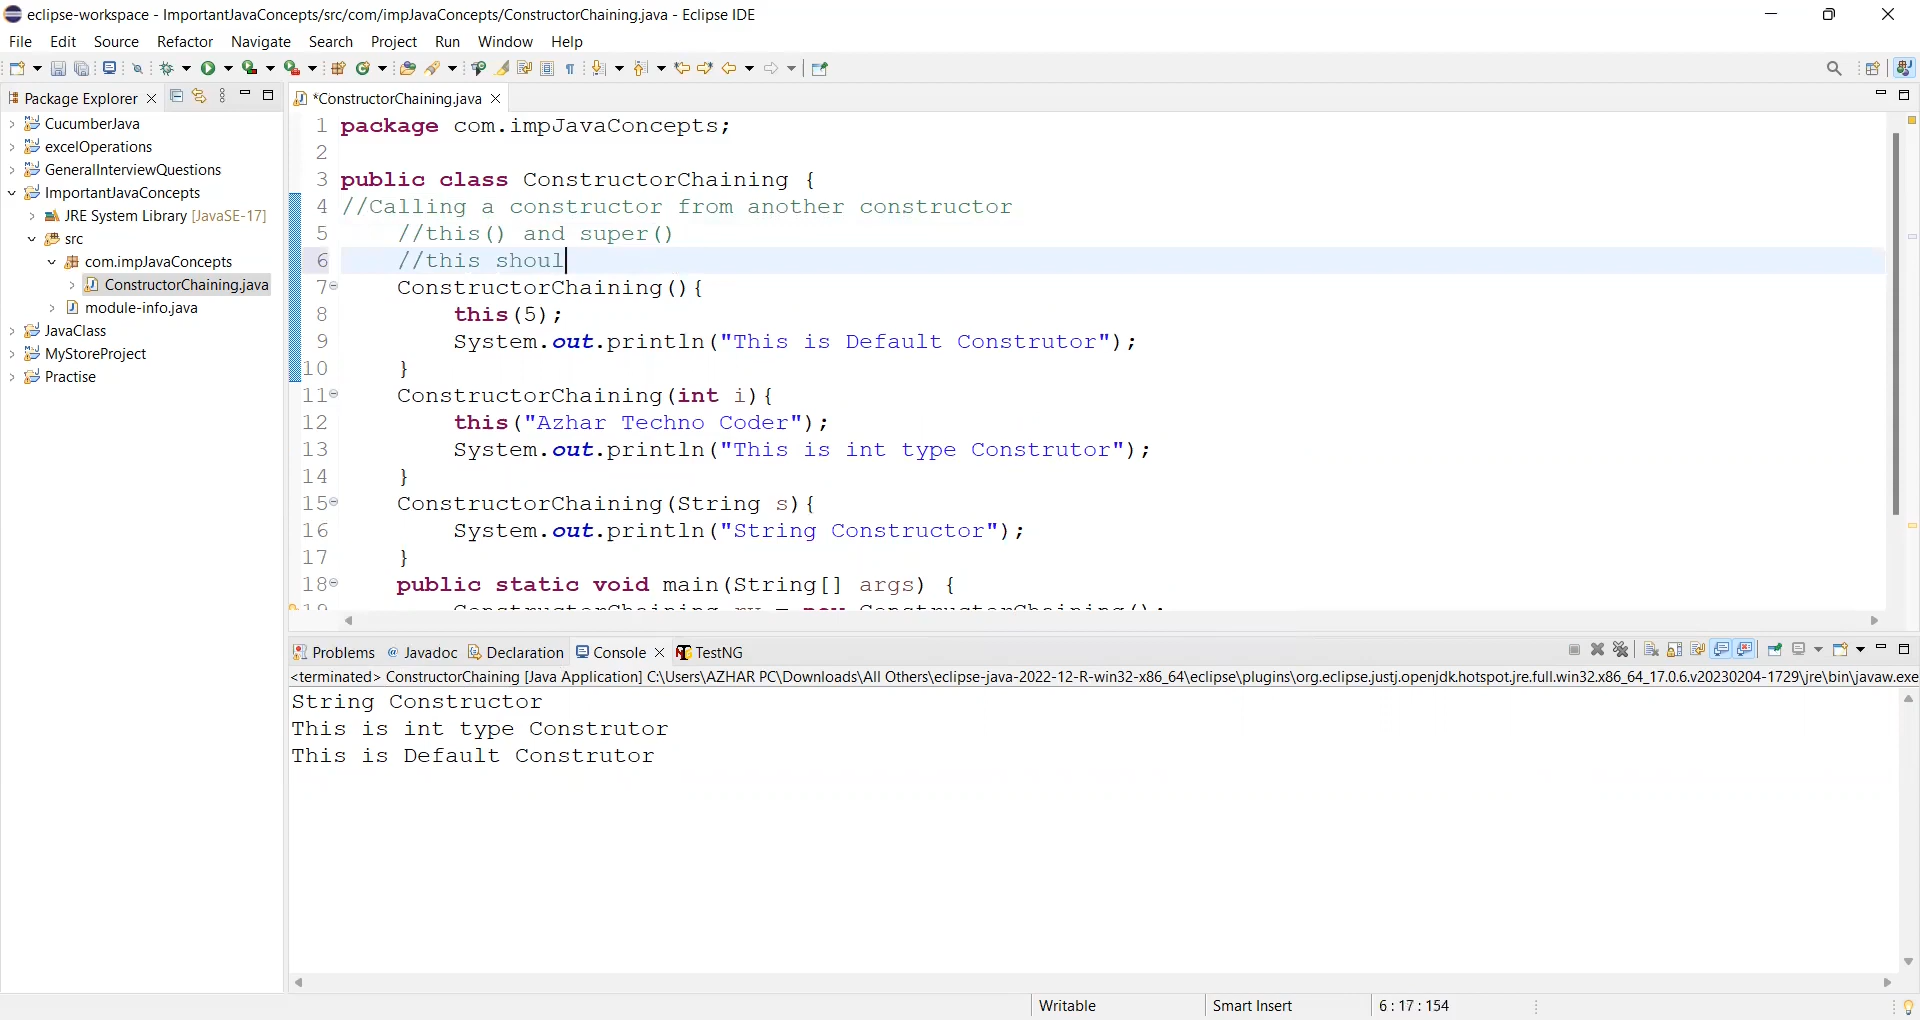 eclipse-workspace - ImportantJavaConcepts/src/com/impJavaConcepts/ConstructorChaining.java - Eclipse IDE
File Edit Source Refactor Navigate Search Project Run Window Help
Package Explorer
*ConstructorChaining.java
CucumberJava
excelOperations
GeneralInterviewQuestions
ImportantJavaConcepts
JRE System Library [JavaSE-17]
src
com.impJavaConcepts
ConstructorChaining.java
module-info.java
JavaClass
MyStoreProject
Practise
1 package com.impJavaConcepts;
2
3 public class ConstructorChaining {
4 //Calling a constructor from another constructor
5 //this() and super()
6 //this shoul
7 ConstructorChaining(){
8 this(5);
9 System.out.println("This is Default Construtor");
10 }
11 ConstructorChaining(int i){
12 this("Azhar Techno Coder");
13 System.out.println("This is int type Construtor");
14 }
15 ConstructorChaining(String s){
16 System.out.println("String Constructor");
17 }
18 public static void main(String[] args) {
Problems Javadoc Declaration Console TestNG
<terminated> ConstructorChaining [Java Application] C:\Users\AZHAR PC\Downloads\All Others\eclipse-java-2022-12-R-win32-x86_64\eclipse\plugins\org.eclipse.justj.openjdk.hotspot.jre.full.win32.x86_64_17.0.6.v20230204-1729\jre\bin\javaw.exe
String Constructor
This is int type Construtor
This is Default Construtor
Writable Smart Insert 6 : 17 : 154